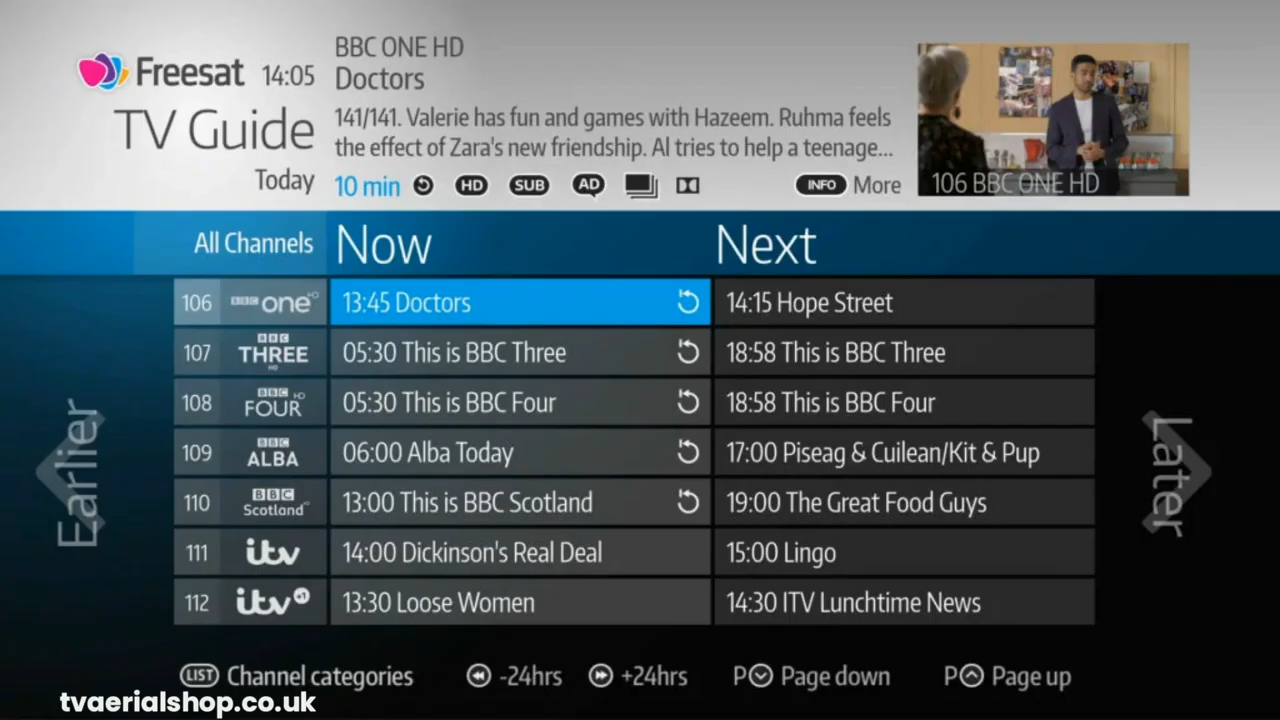 Freesat 14:05
TV Guide
Today
BBC ONE HD
Doctors
141/141. Valerie has fun and games with Hazeem. Ruhma feels
the effect of Zara's new friendship. Al tries to help a teenage...
10 min HD SUB AD INFO More
106 BBC ONE HD
All Channels Now Next
106 BBC one HD 13:45 Doctors 14:15 Hope Street
107 BBC THREE HD 05:30 This is BBC Three 18:58 This is BBC Three
108 BBC FOUR HD 05:30 This is BBC Four 18:58 This is BBC Four
109 BBC ALBA 06:00 Alba Today 17:00 Piseag & Cuilean/Kit & Pup
110 BBC Scotland 13:00 This is BBC Scotland 19:00 The Great Food Guys
111 itv 14:00 Dickinson's Real Deal 15:00 Lingo
112 itv +1 13:30 Loose Women 14:30 ITV Lunchtime News
Earlier
Later
LIST Channel categories -24hrs +24hrs P Page down P Page up
tvaerialshop.co.uk